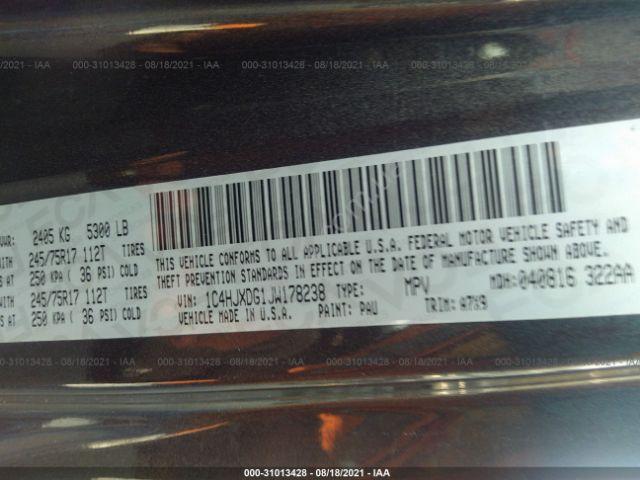 000-31013428 - 08/18/2021 - IAA
2405 KG 5300 LB
245/75R17 112T TIRES
250 KPA ( 36 PSI) COLD
245/75R17 112T TIRES
250 KPA ( 36 PSI) COLD
THIS VEHICLE CONFORMS TO ALL APPLICABLE U.S.A. FEDERAL MOTOR VEHICLE SAFETY AND
THEFT PREVENTION STANDARDS IN EFFECT ON THE DATE OF MANUFACTURE SHOWN ABOVE.
VIN: 1C4HJXDG1JW178238 TYPE: MPV MDH:040816 322AA
VEHICLE MADE IN U.S.A. PAINT: PAU TRIM:
000-31013428 - 08/18/2021 - IAA